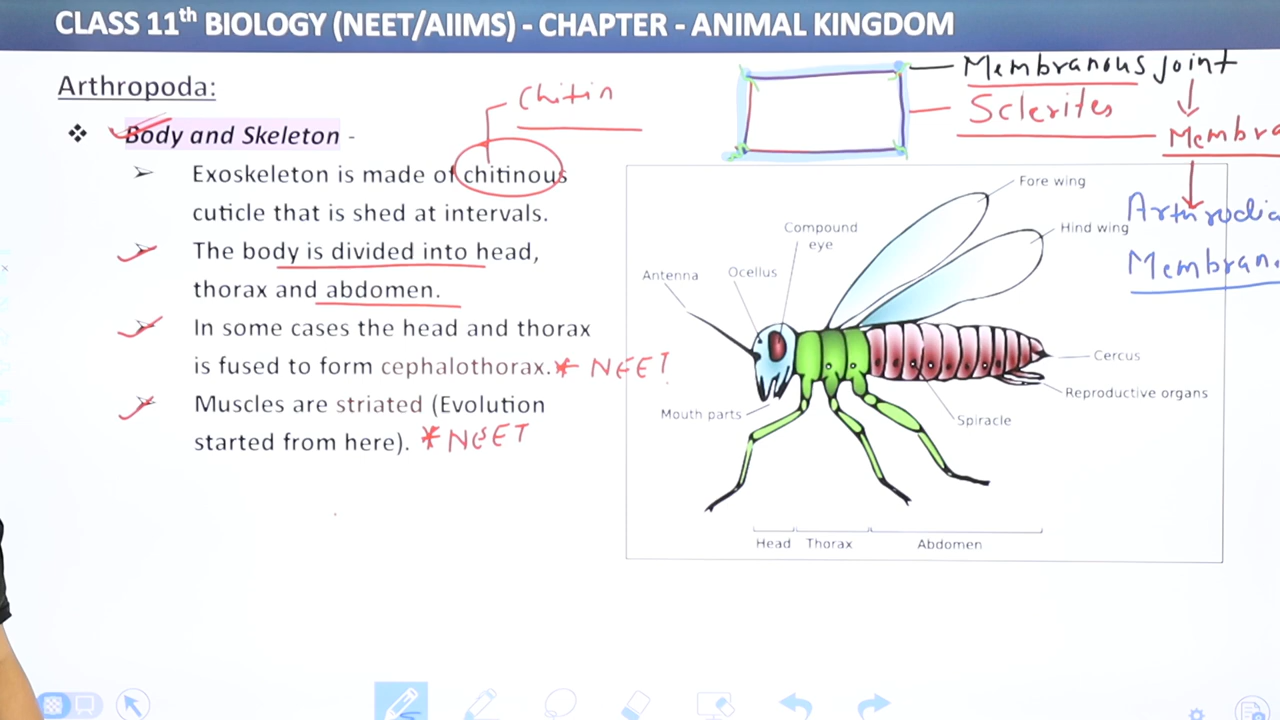 CLASS 11th BIOLOGY (NEET/AIIMS) - CHAPTER - ANIMAL KINGDOM
Arthropoda:
❖ Body and Skeleton -
Chitin
➢ Exoskeleton is made of chitinous
cuticle that is shed at intervals.
➢ The body is divided into head,
thorax and abdomen.
➢ In some cases the head and thorax
is fused to form cephalothorax. * NEET
➢ Muscles are striated (Evolution
started from here). * NEET
Membranous joint
Sclerites
Fore wing
Hind wing
Compound
eye
Antenna
Ocellus
Cercus
Reproductive organs
Mouth parts
Spiracle
Head Thorax Abdomen